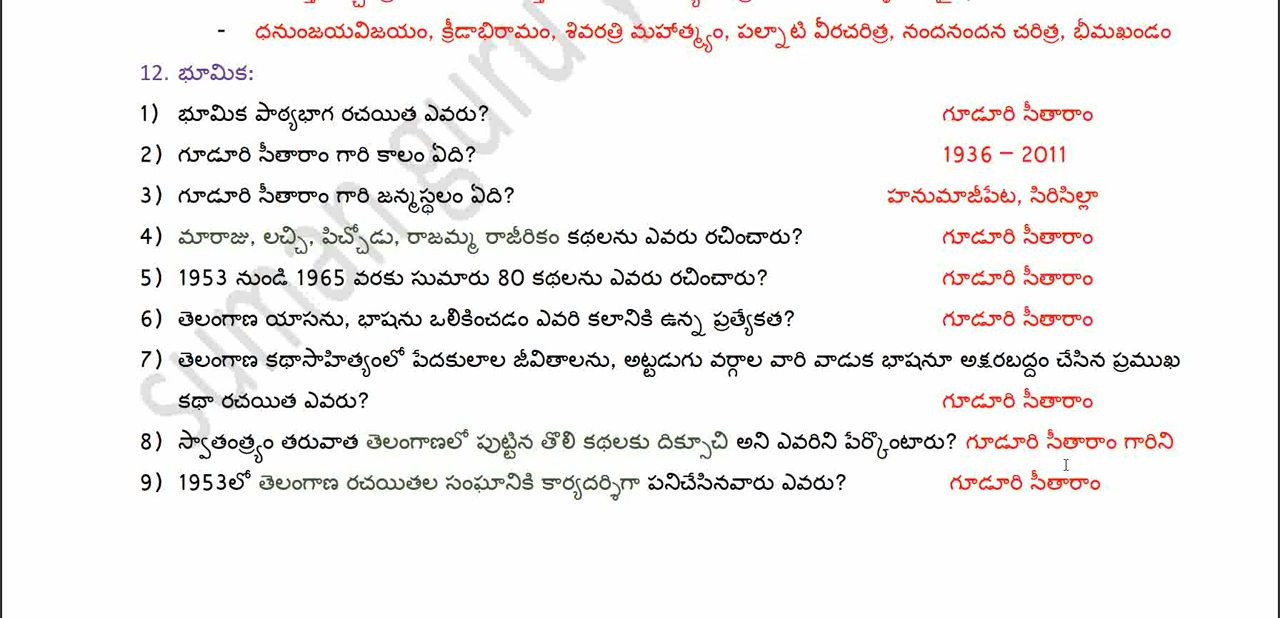 - ధనుంజయవిజయం, క్రీడాభిరామం, శివరత్రి మహాత్మ్యం, పల్నాటి వీరచరిత్ర, నందనందన చరిత్ర, భీమఖండం
12. భూమిక:
1) భూమిక పాఠ్యభాగ రచయిత ఎవరు? గూడూరి సీతారాం
2) గూడూరి సీతారాం గారి కాలం ఏది? 1936 – 2011
3) గూడూరి సీతారాం గారి జన్మస్థలం ఏది? హనుమాజీపేట, సిరిసిల్లా
4) మారాజు, లచ్చి, పిచ్చోడు, రాజమ్మ రాజీరికం కథలను ఎవరు రచించారు? గూడూరి సీతారాం
5) 1953 నుండి 1965 వరకు సుమారు 80 కథలను ఎవరు రచించారు? గూడూరి సీతారాం
6) తెలంగాణ యాసను, భాషను ఒలికించడం ఎవరి కలానికి ఉన్న ప్రత్యేకత? గూడూరి సీతారాం
7) తెలంగాణ కథాసాహిత్యంలో పేదకులాల జీవితాలను, అట్టడుగు వర్గాల వారి వాడుక భాషనూ అక్షరబద్దం చేసిన ప్రముఖ
కథా రచయిత ఎవరు? గూడూరి సీతారాం
8) స్వాతంత్ర్యం తరువాత తెలంగాణలో పుట్టిన తొలి కథలకు దిక్సూచి అని ఎవరిని పేర్కొంటారు? గూడూరి సీతారాం గారిని
9) 1953లో తెలంగాణ రచయితల సంఘానికి కార్యదర్శిగా పనిచేసినవారు ఎవరు? గూడూరి సీతారాం
suman guru